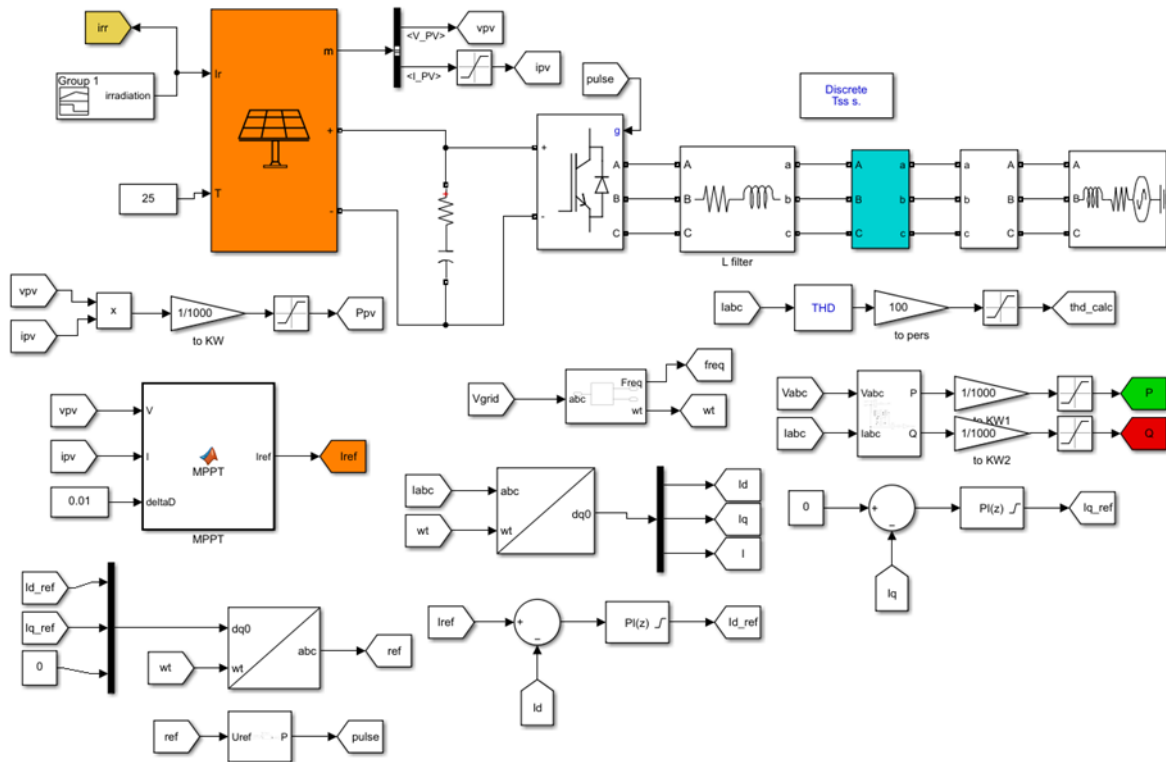 irr
Group 1
irradiation
Ir
m
<V_PV>
vpv
<I_PV>
ipv
+
T
-
25
pulse
g
+
-
A
B
C
A
B
C
a
b
c
L filter
Discrete
Tss s.
A
B
C
a
b
c
a
b
c
A
B
C
A
B
C
vpv
ipv
x
1/1000
to KW
Ppv
Iabc
THD
100
to pers
thd_calc
vpv
ipv
0.01
V
I
deltaD
MPPT
Iref
MPPT
Iref
Vgrid
abc
Freq
wt
freq
wt
Vabc
Iabc
Vabc
Iabc
P
Q
1/1000
to KW1
1/1000
to KW2
P
Q
Iabc
wt
abc
wt
dq0
Id
Iq
I
0
+
-
PI(z)
Iq_ref
Iq
Id_ref
Iq_ref
0
wt
dq0
wt
abc
ref
Iref
+
-
PI(z)
Id_ref
Id
ref
Uref
P
pulse